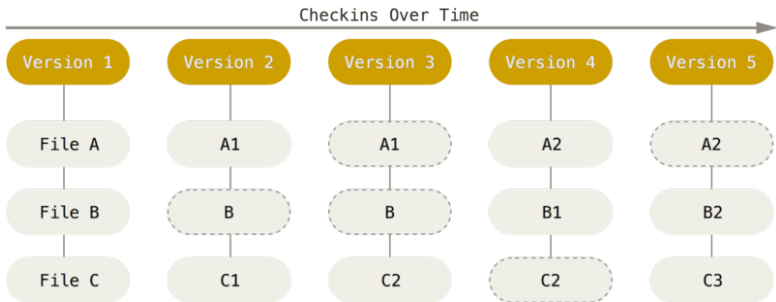 Checkins Over Time
Version 1 Version 2 Version 3 Version 4 Version 5
File A A1 A1 A2 A2
File B B B B1 B2
File C C1 C2 C2 C3